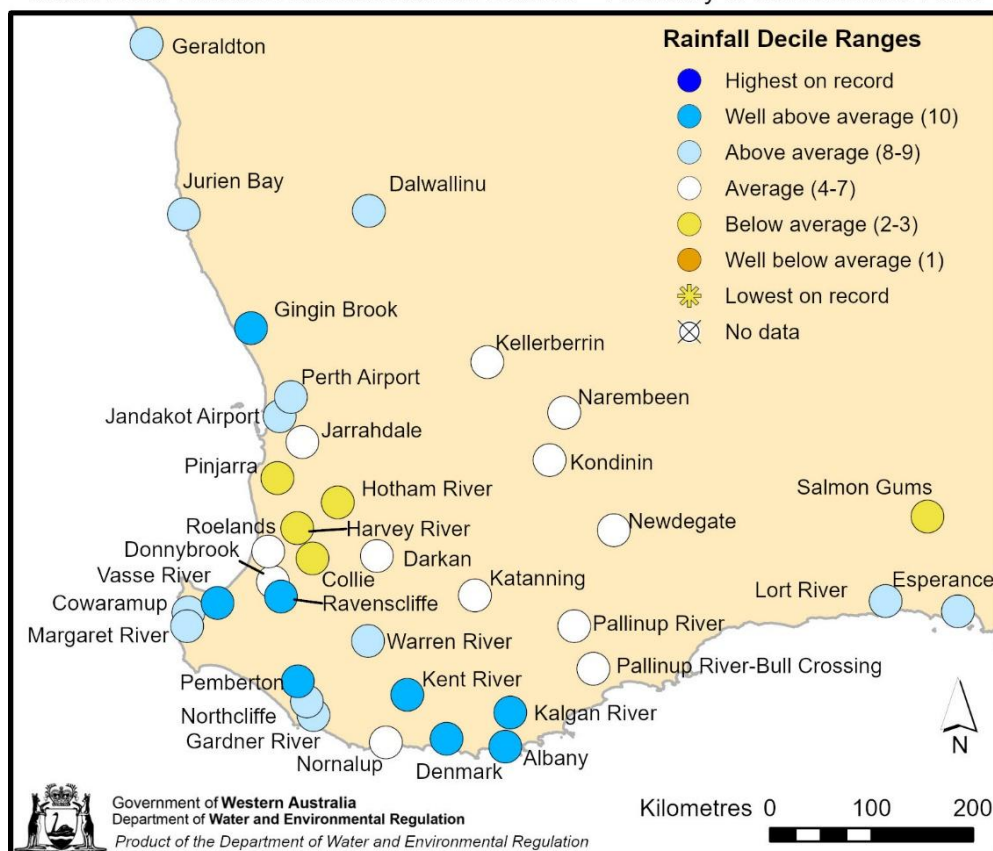 Geraldton
Rainfall Decile Ranges
Highest on record
Well above average (10)
Above average (8-9)
Average (4-7)
Below average (2-3)
Well below average (1)
Lowest on record
No data
Jurien Bay
Dalwallinu
Gingin Brook
Kellerberrin
Perth Airport
Narembeen
Jandakot Airport
Jarrahdale
Kondinin
Pinjarra
Hotham River
Salmon Gums
Roelands
Harvey River
Newdegate
Donnybrook
Darkan
Vasse River
Collie
Katanning
Lort River
Esperance
Cowaramup
Ravenscliffe
Margaret River
Warren River
Pallinup River
Pallinup River-Bull Crossing
Pemberton
Kent River
Northcliffe
Kalgan River
Gardner River
Nornalup
Denmark
Albany
N
Government of Western Australia
Department of Water and Environmental Regulation
Product of the Department of Water and Environmental Regulation
Kilometres 0 100 200